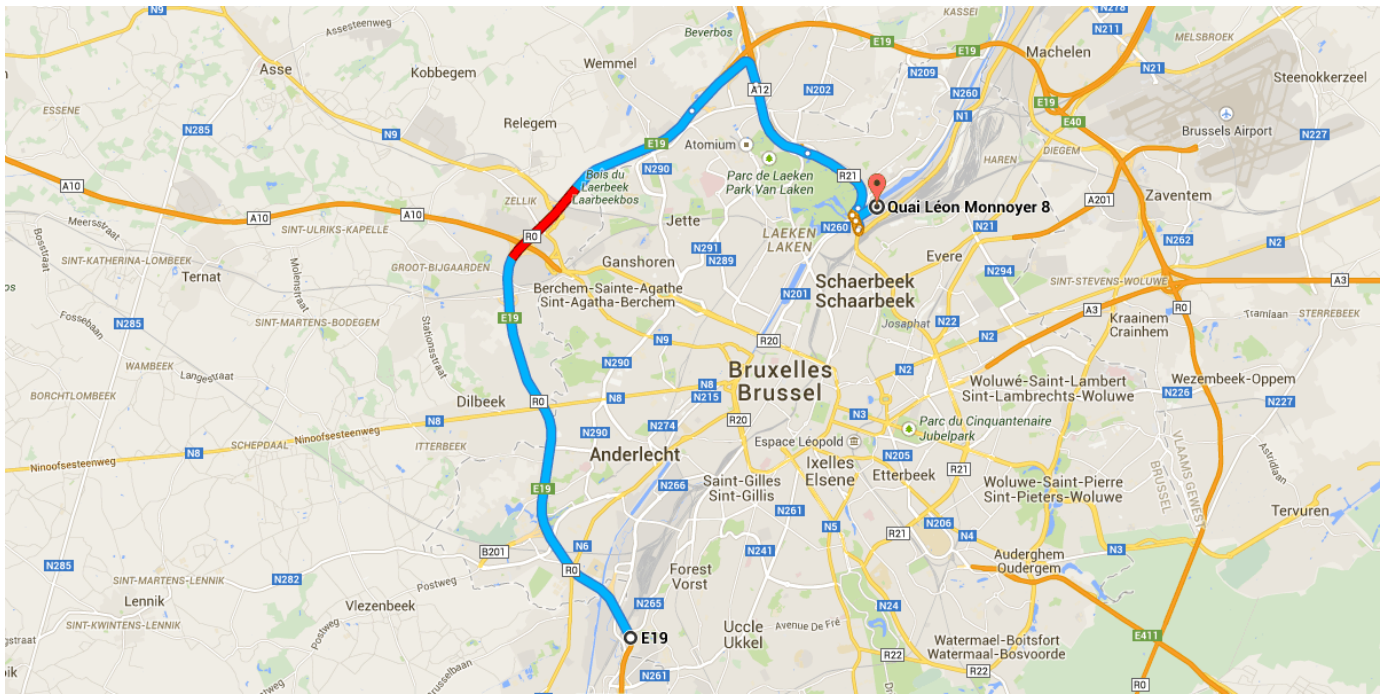 N9
Assesteenweg
Asse
Kobbegem
Wemmel
Beverbos
KASSEI
N278
N211
MELSBROEK
E19
E19
Machelen
N209
N21
Steenokkerzeel
N260
ESSENE
N285
Relegem
N9
A12
N202
E19
N1
E40
Brussels Airport
N227
E19
Atomium
HAREN
DIEGEM
N290
Parc de Laeken
Park Van Laken
R21
Bois du
Laerbeek
Laarbeekbos
A10
ZELLIK
Quai Léon Monnoyer 8
A201
Zaventem
Meersstraat
A10
A10
Jette
N260
N21
N262
SINT-ULRIKS-KAPELLE
R0
LAEKEN
LAKEN
N2
Bosstraat
N291
N289
Evere
SINT-KATHERINA-LOMBEEK
GROOT-BIJGAARDEN
Ganshoren
N294
Ternat
Molenstraat
Schaerbeek
Schaarbeek
SINT-STEVENS-WOLUWE
A3
A3
Berchem-Sainte-Agathe
Sint-Agatha-Berchem
N201
Fossebaan
N285
SINT-MARTENS-BODEGEM
E19
Josaphat
N22
R0
Tramlaan
STERREBEEK
Kraainem
Crainhem
Stationsstraat
N9
R20
N2
WAMBEEK
N290
Bruxelles
Brussel
N2
Langestraat
N8
Woluwé-Saint-Lambert
Sint-Lambrechts-Woluwe
Wezembeek-Oppem
BORCHTLOMBEEK
Dilbeek
R0
N8
N215
N226
N227
N8
N3
Parc du Cinquantenaire
Jubelpark
R20
N274
N290
SCHEPDAAL
ITTERBEEK
Espace Léopold
VLAAMS GEWEST
BRUSSEL
Astridlaan
Ninoofsesteenweg
N8
Ninoofsesteenweg
Anderlecht
Ixelles
Elsene
N205
Etterbeek
R21
Saint-Gilles
Sint-Gillis
N266
E19
Woluwe-Saint-Pierre
Sint-Pieters-Woluwe
Tervuren
N261
N5
N206
R21
N4
B201
N6
N241
Auderghem
Oudergem
N3
N285
R0
Forest
Vorst
SINT-MARTENS-LENNIK
N282
Postweg
Lennik
Vlezenbeek
N265
N24
SINT-KWINTENS-LENNIK
Postweg
E19
Uccle
Ukkel
Avenue De Fré
Watermael-Boitsfort
Watermaal-Bosvoorde
E411
R22
R22
N261
R0